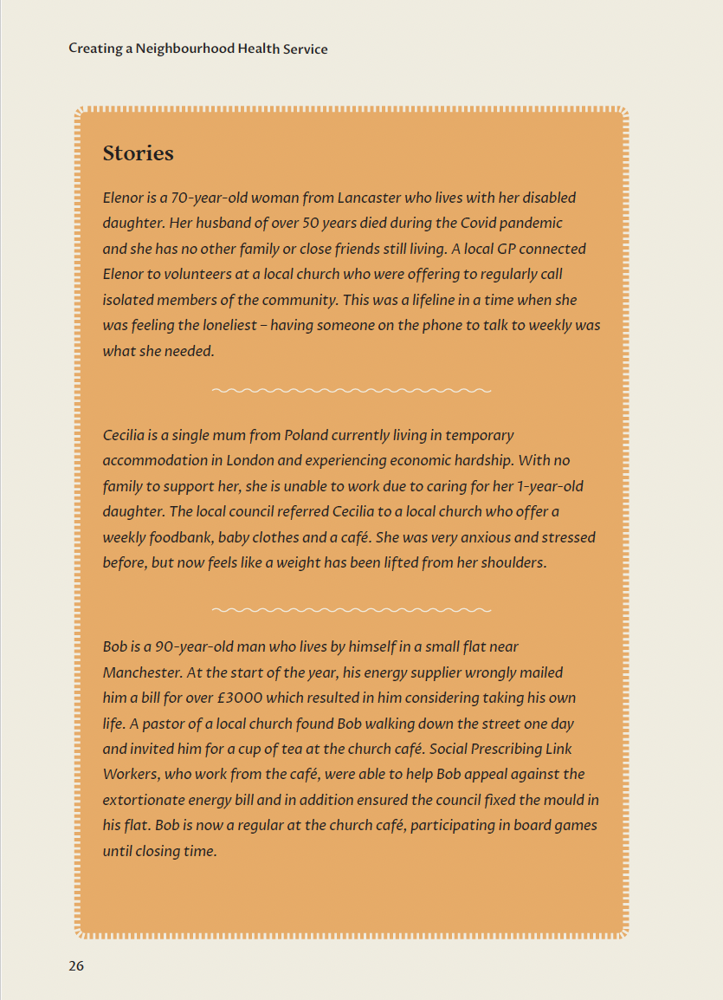 Creating a Neighbourhood Health Service
Stories
Elenor is a 70-year-old woman from Lancaster who lives with her disabled
daughter. Her husband of over 50 years died during the Covid pandemic
and she has no other family or close friends still living. A local GP connected
Elenor to volunteers at a local church who were offering to regularly call
isolated members of the community. This was a lifeline in a time when she
was feeling the loneliest – having someone on the phone to talk to weekly was
what she needed.
Cecilia is a single mum from Poland currently living in temporary
accommodation in London and experiencing economic hardship. With no
family to support her, she is unable to work due to caring for her 1-year-old
daughter. The local council referred Cecilia to a local church who offer a
weekly foodbank, baby clothes and a café. She was very anxious and stressed
before, but now feels like a weight has been lifted from her shoulders.
Bob is a 90-year-old man who lives by himself in a small flat near
Manchester. At the start of the year, his energy supplier wrongly mailed
him a bill for over £3000 which resulted in him considering taking his own
life. A pastor of a local church found Bob walking down the street one day
and invited him for a cup of tea at the church café. Social Prescribing Link
Workers, who work from the café, were able to help Bob appeal against the
extortionate energy bill and in addition ensured the council fixed the mould in
his flat. Bob is now a regular at the church café, participating in board games
until closing time.
26